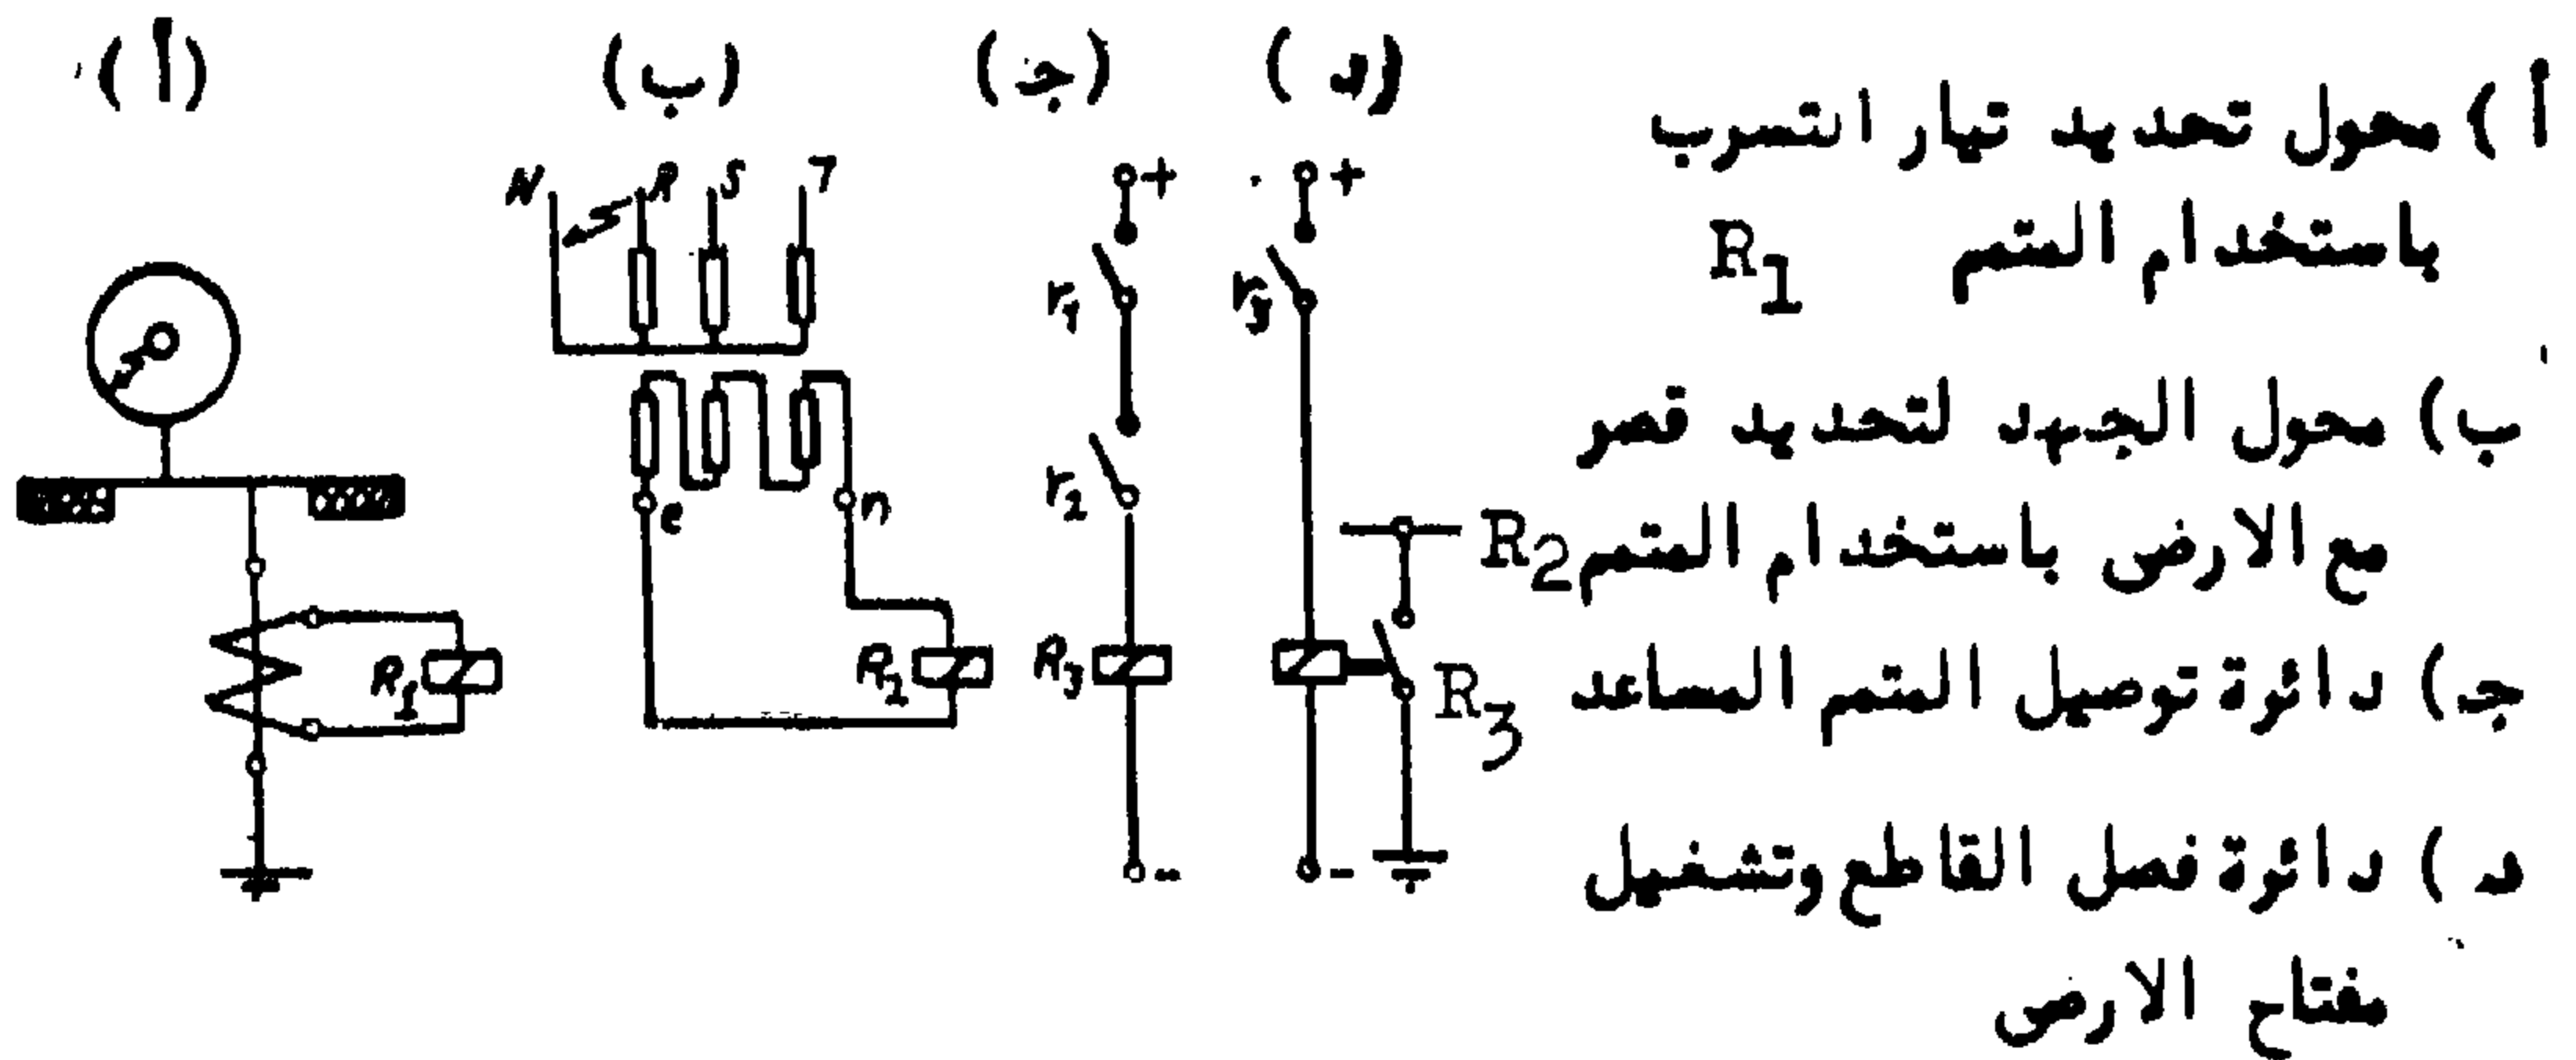 (أ) (ب) (جـ) (د)
أ ) محول تحديد تيار التسرب
باستخدام المتمم R1
ب) محول الجهد لتحديد قصر
مع الارض باستخدام المتمم R2
جـ) دائرة توصيل المتمم المساعد R3
د ) دائرة فصل القاطع وتشغيل
مفتاح الارض
N R S T
+ +
r1 r3
r2
e n
R1 R2 R3
- -